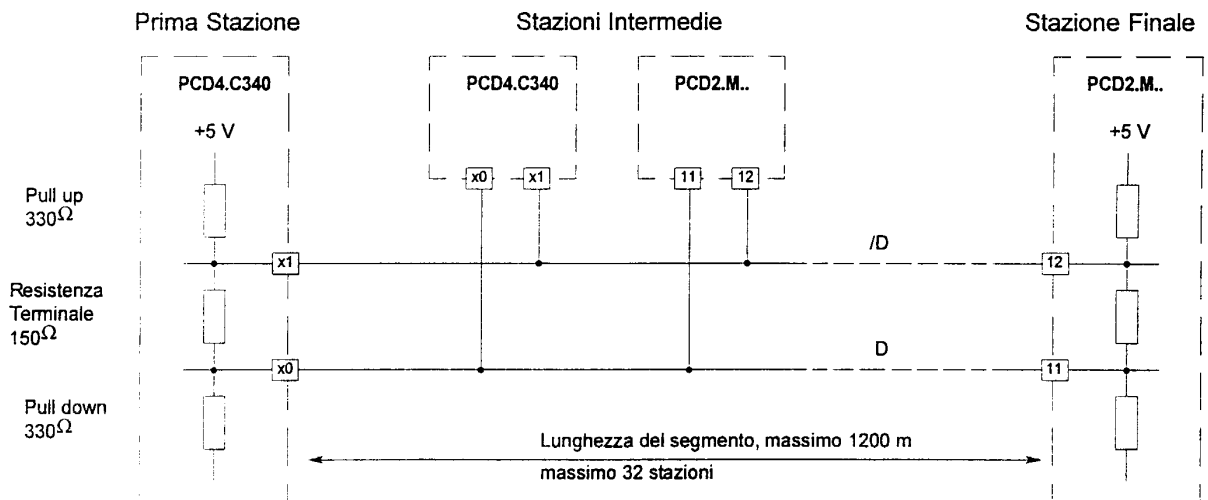 Prima Stazione
Stazioni Intermedie
Stazione Finale
PCD4.C340
PCD4.C340
PCD2.M..
PCD2.M..
+5 V
+5 V
x0
x1
11
12
Pull up
330Ω
/D
x1
12
Resistenza
Terminale
150Ω
D
x0
11
Pull down
330Ω
Lunghezza del segmento, massimo 1200 m
massimo 32 stazioni